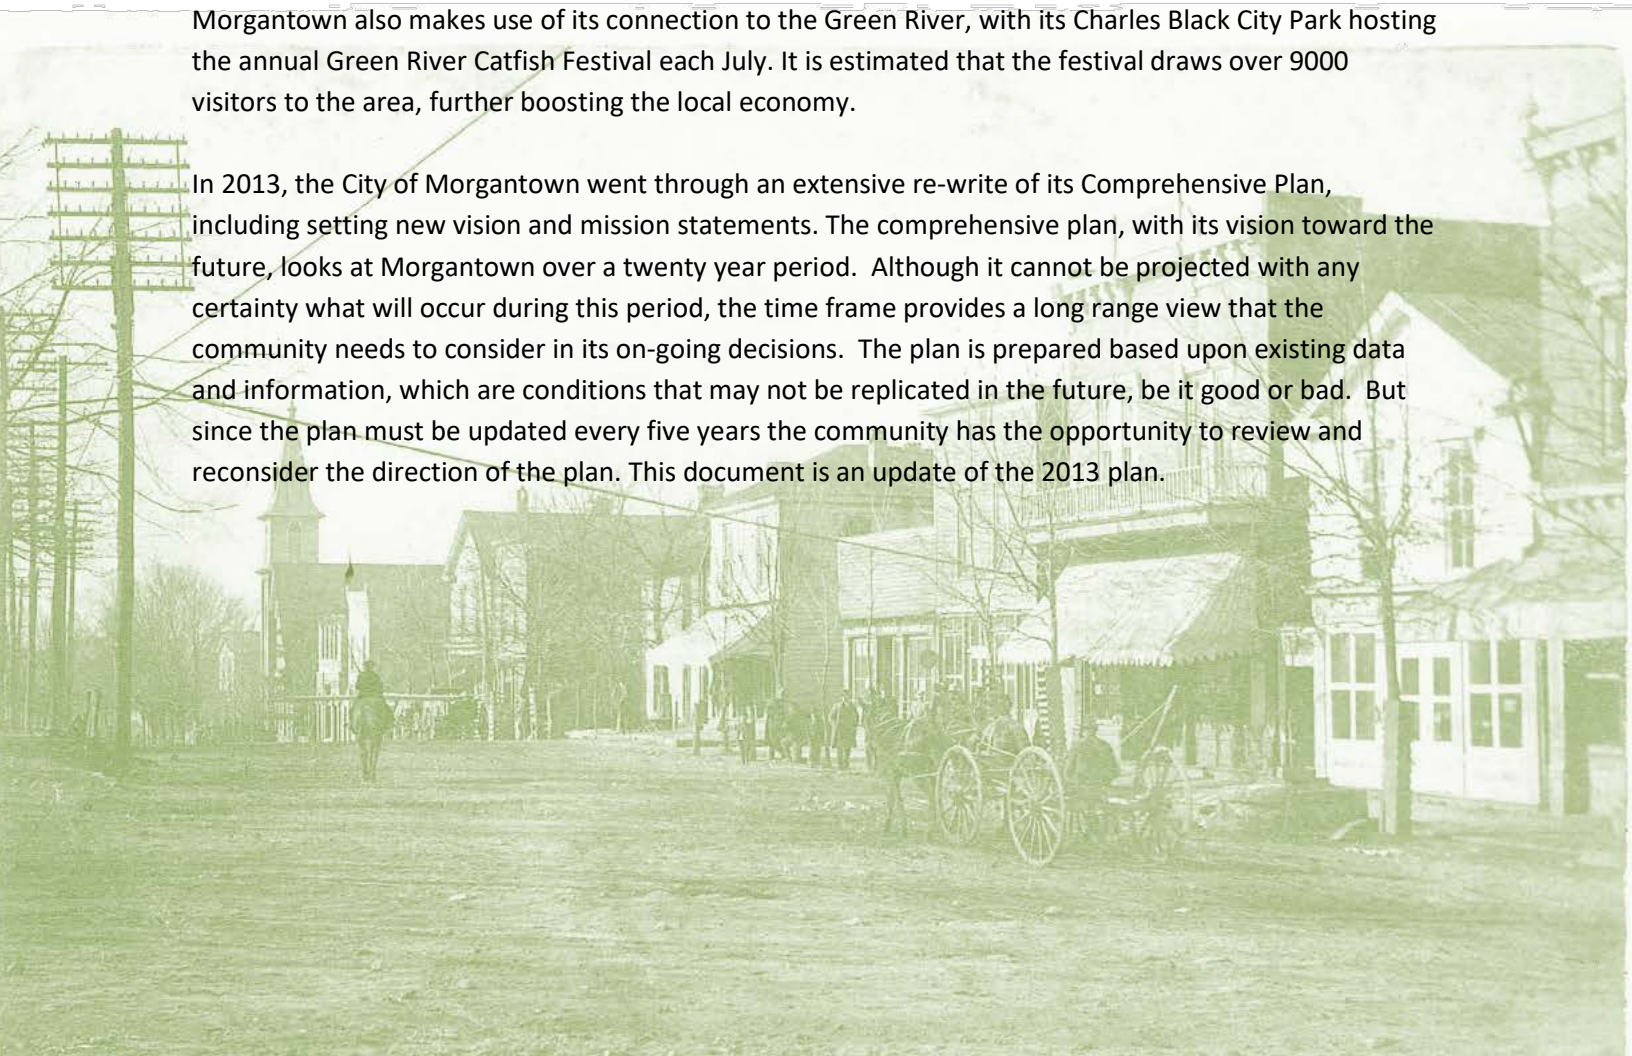 Morgantown also makes use of its connection to the Green River, with its Charles Black City Park hosting
the annual Green River Catfish Festival each July. It is estimated that the festival draws over 9000
visitors to the area, further boosting the local economy.
In 2013, the City of Morgantown went through an extensive re-write of its Comprehensive Plan,
including setting new vision and mission statements. The comprehensive plan, with its vision toward the
future, looks at Morgantown over a twenty year period.  Although it cannot be projected with any
certainty what will occur during this period, the time frame provides a long range view that the
community needs to consider in its on-going decisions.  The plan is prepared based upon existing data
and information, which are conditions that may not be replicated in the future, be it good or bad.  But
since the plan must be updated every five years the community has the opportunity to review and
reconsider the direction of the plan. This document is an update of the 2013 plan.